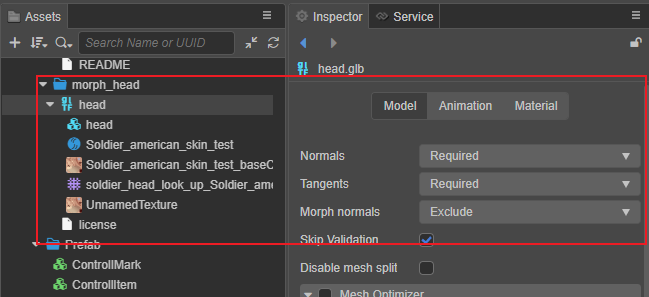 Assets
Search Name or UUID
README
morph_head
head
head
Soldier_american_skin_test
Soldier_american_skin_test_baseC
soldier_head_look_up_Soldier_ame
UnnamedTexture
license
Prefab
ControllMark
ControllItem
Inspector
Service
head.glb
Model Animation Material
Normals Required
Tangents Required
Morph normals Exclude
Skip Validation
Disable mesh split
Mesh Optimizer